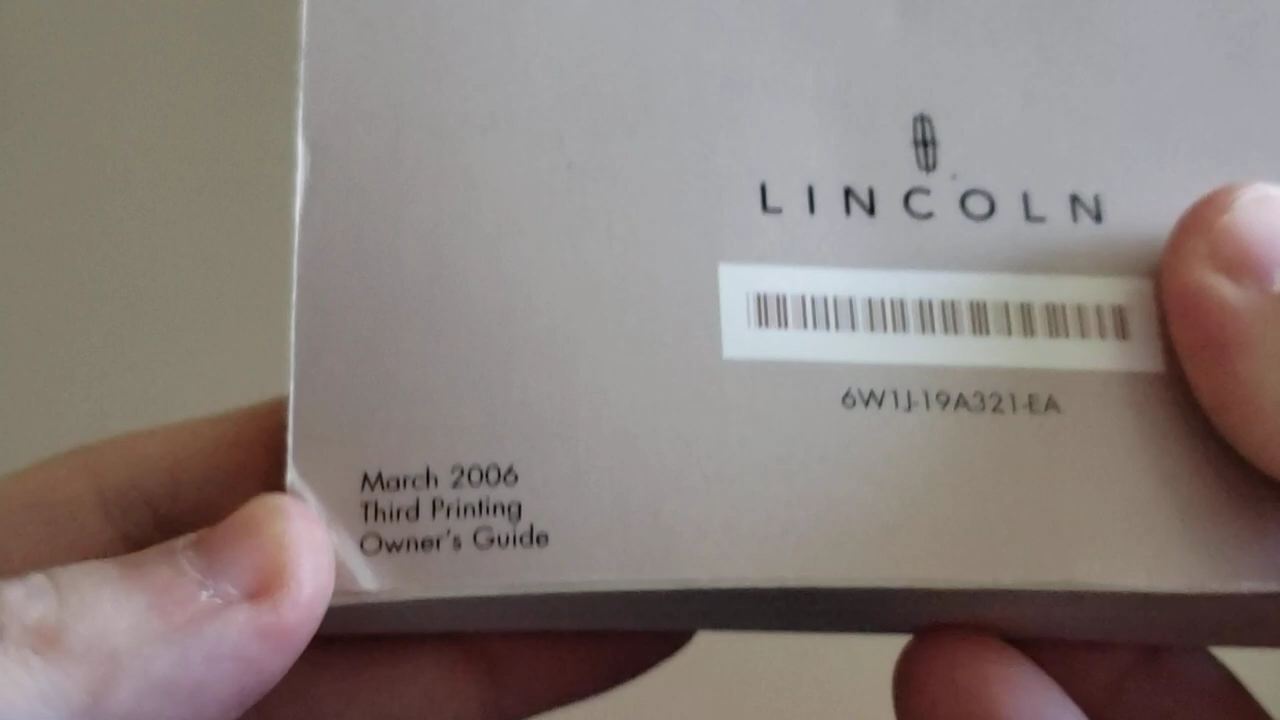 LINCOLN
6W1J-19A321-EA
March 2006
Third Printing
Owner's Guide